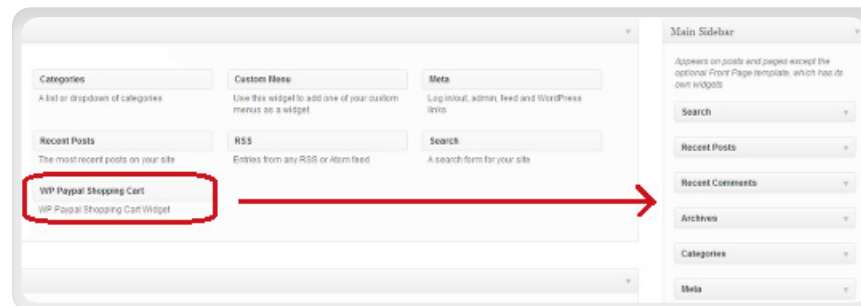 Main Sidebar
Appears on posts and pages except the
optional Front Page template, which has its
own widgets
Categories
A list or dropdown of categories
Custom Menu
Use this widget to add one of your custom
menus as a widget
Meta
Log in/out, admin, feed and WordPress
links
Recent Posts
The most recent posts on your site
RSS
Entries from any RSS or Atom feed
Search
A search form for your site
WP Paypal Shopping Cart
WP Paypal Shopping Cart Widget
Search
Recent Posts
Recent Comments
Archives
Categories
Meta